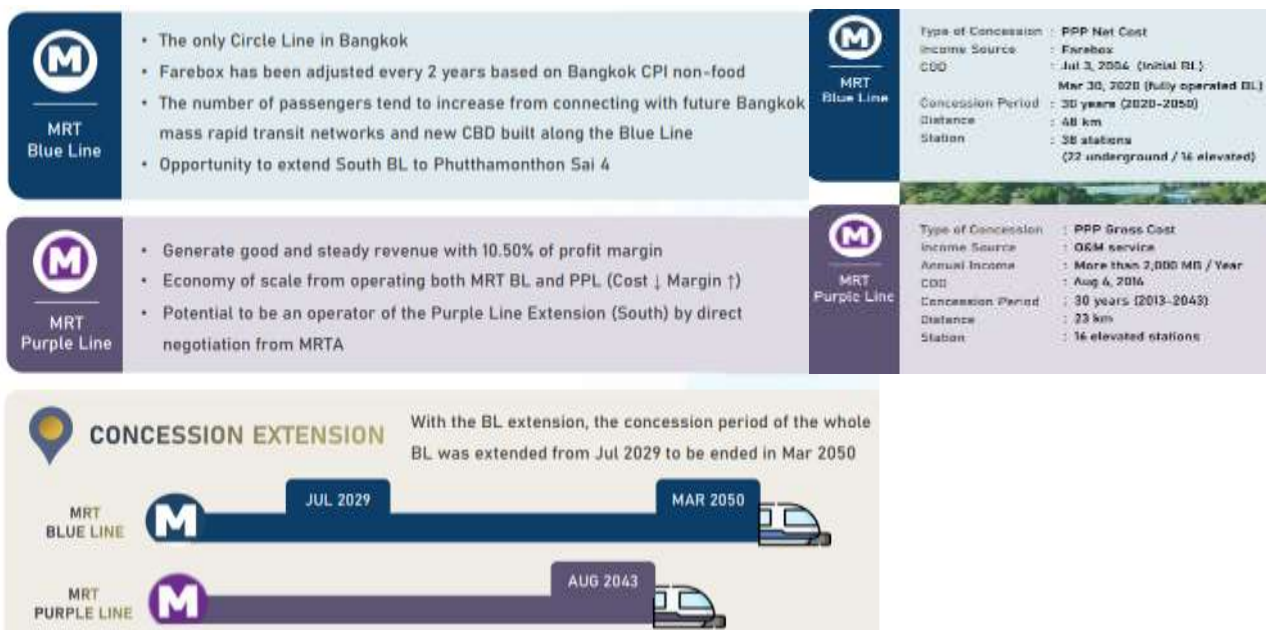 M
MRT
Blue Line
• The only Circle Line in Bangkok
• Farebox has been adjusted every 2 years based on Bangkok CPI non-food
• The number of passengers tend to increase from connecting with future Bangkok
mass rapid transit networks and new CBD built along the Blue Line
• Opportunity to extend South BL to Phutthamonthon Sai 4
M
MRT
Blue Line
Type of Concession : PPP Net Cost
Income Source : Farebox
COD : Jul 3, 2004 (Initial BL)
Mar 30, 2020 (fully operated BL)
Concession Period : 30 years (2020-2050)
Distance : 48 km
Station : 38 stations
(22 underground / 16 elevated)
M
MRT
Purple Line
• Generate good and steady revenue with 10.50% of profit margin
• Economy of scale from operating both MRT BL and PPL (Cost ↓ Margin ↑)
• Potential to be an operator of the Purple Line Extension (South) by direct
negotiation from MRTA
M
MRT
Purple Line
Type of Concession : PPP Gross Cost
Income Source : O&M service
Annual Income : More than 2,000 MB / Year
COD : Aug 6, 2016
Concession Period : 30 years (2013-2043)
Distance : 23 km
Station : 16 elevated stations
CONCESSION EXTENSION
With the BL extension, the concession period of the whole
BL was extended from Jul 2029 to be ended in Mar 2050
MRT
BLUE LINE
M
JUL 2029
MAR 2050
MRT
PURPLE LINE
M
AUG 2043